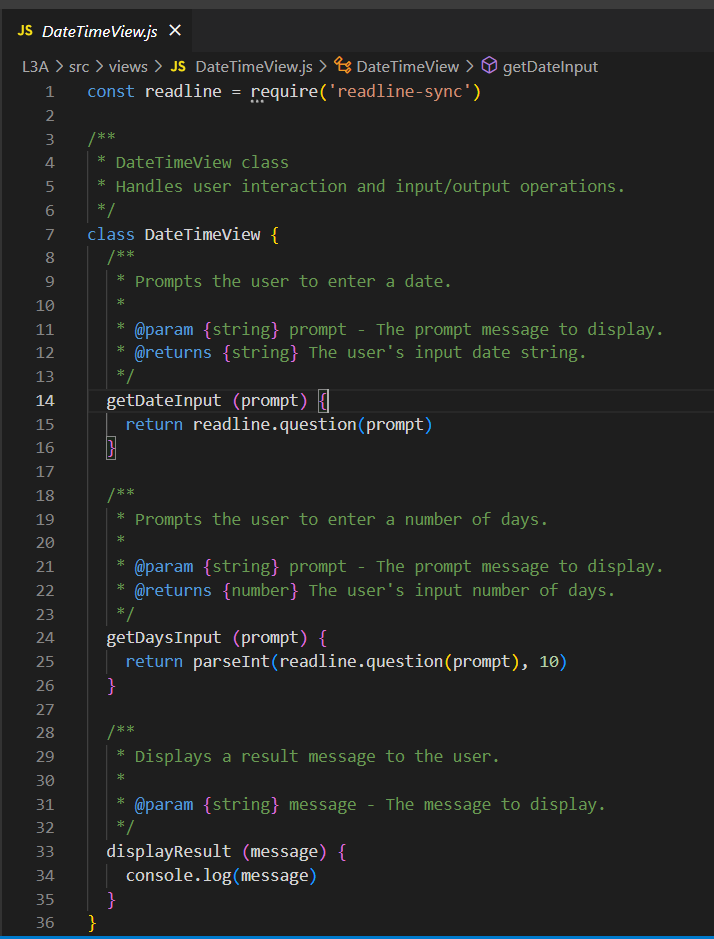 JS DateTimeView.js ×
L3A > src > views > JS DateTimeView.js > DateTimeView > getDateInput
1 const readline = require('readline-sync')
2
3 /**
4  * DateTimeView class
5  * Handles user interaction and input/output operations.
6  */
7 class DateTimeView {
8   /**
9    * Prompts the user to enter a date.
10    *
11    * @param {string} prompt - The prompt message to display.
12    * @returns {string} The user's input date string.
13    */
14   getDateInput (prompt) {
15     return readline.question(prompt)
16   }
17
18   /**
19    * Prompts the user to enter a number of days.
20    *
21    * @param {string} prompt - The prompt message to display.
22    * @returns {number} The user's input number of days.
23    */
24   getDaysInput (prompt) {
25     return parseInt(readline.question(prompt), 10)
26   }
27
28   /**
29    * Displays a result message to the user.
30    *
31    * @param {string} message - The message to display.
32    */
33   displayResult (message) {
34     console.log(message)
35   }
36 }